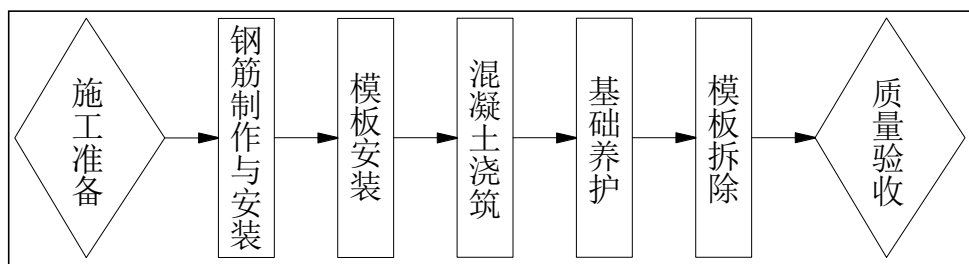 施工准备
钢筋制作与安装
模板安装
混凝土浇筑
基础养护
模板拆除
质量验收